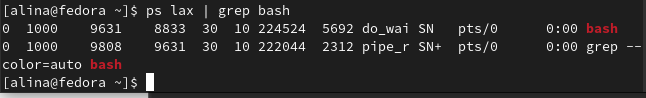 [alina@fedora ~]$ ps lax | grep bash
0  1000    9631    8833  30  10 224524  5692 do_wai SN   pts/0      0:00 bash
0  1000    9808    9631  30  10 222044  2312 pipe_r SN+  pts/0      0:00 grep --
color=auto bash
[alina@fedora ~]$